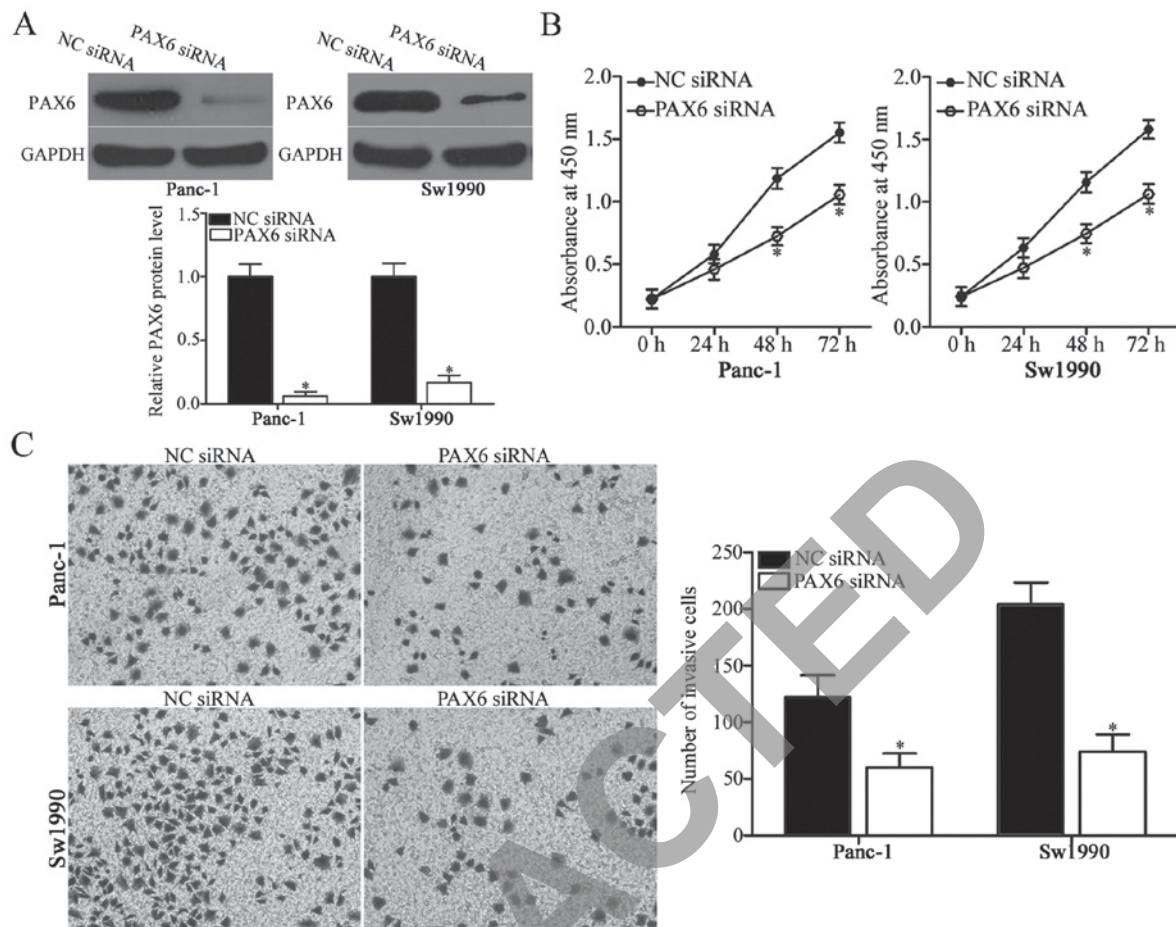 A
NC siRNA PAX6 siRNA NC siRNA PAX6 siRNA
PAX6 PAX6
GAPDH GAPDH
Panc-1 Sw1990
Relative PAX6 protein level
1.5
1.0
0.5
0.0
NC siRNA
PAX6 siRNA
* *
Panc-1 Sw1990
B
Absorbance at 450 nm
2.0
1.5
1.0
0.5
0.0
NC siRNA
PAX6 siRNA
* *
0 h 24 h 48 h 72 h
Panc-1
Absorbance at 450 nm
2.0
1.5
1.0
0.5
0.0
NC siRNA
PAX6 siRNA
* *
0 h 24 h 48 h 72 h
Sw1990
C
NC siRNA PAX6 siRNA
Panc-1
NC siRNA PAX6 siRNA
Sw1990
Number of invasive cells
250
200
150
100
50
0
NC siRNA
PAX6 siRNA
* *
Panc-1 Sw1990
ACTED